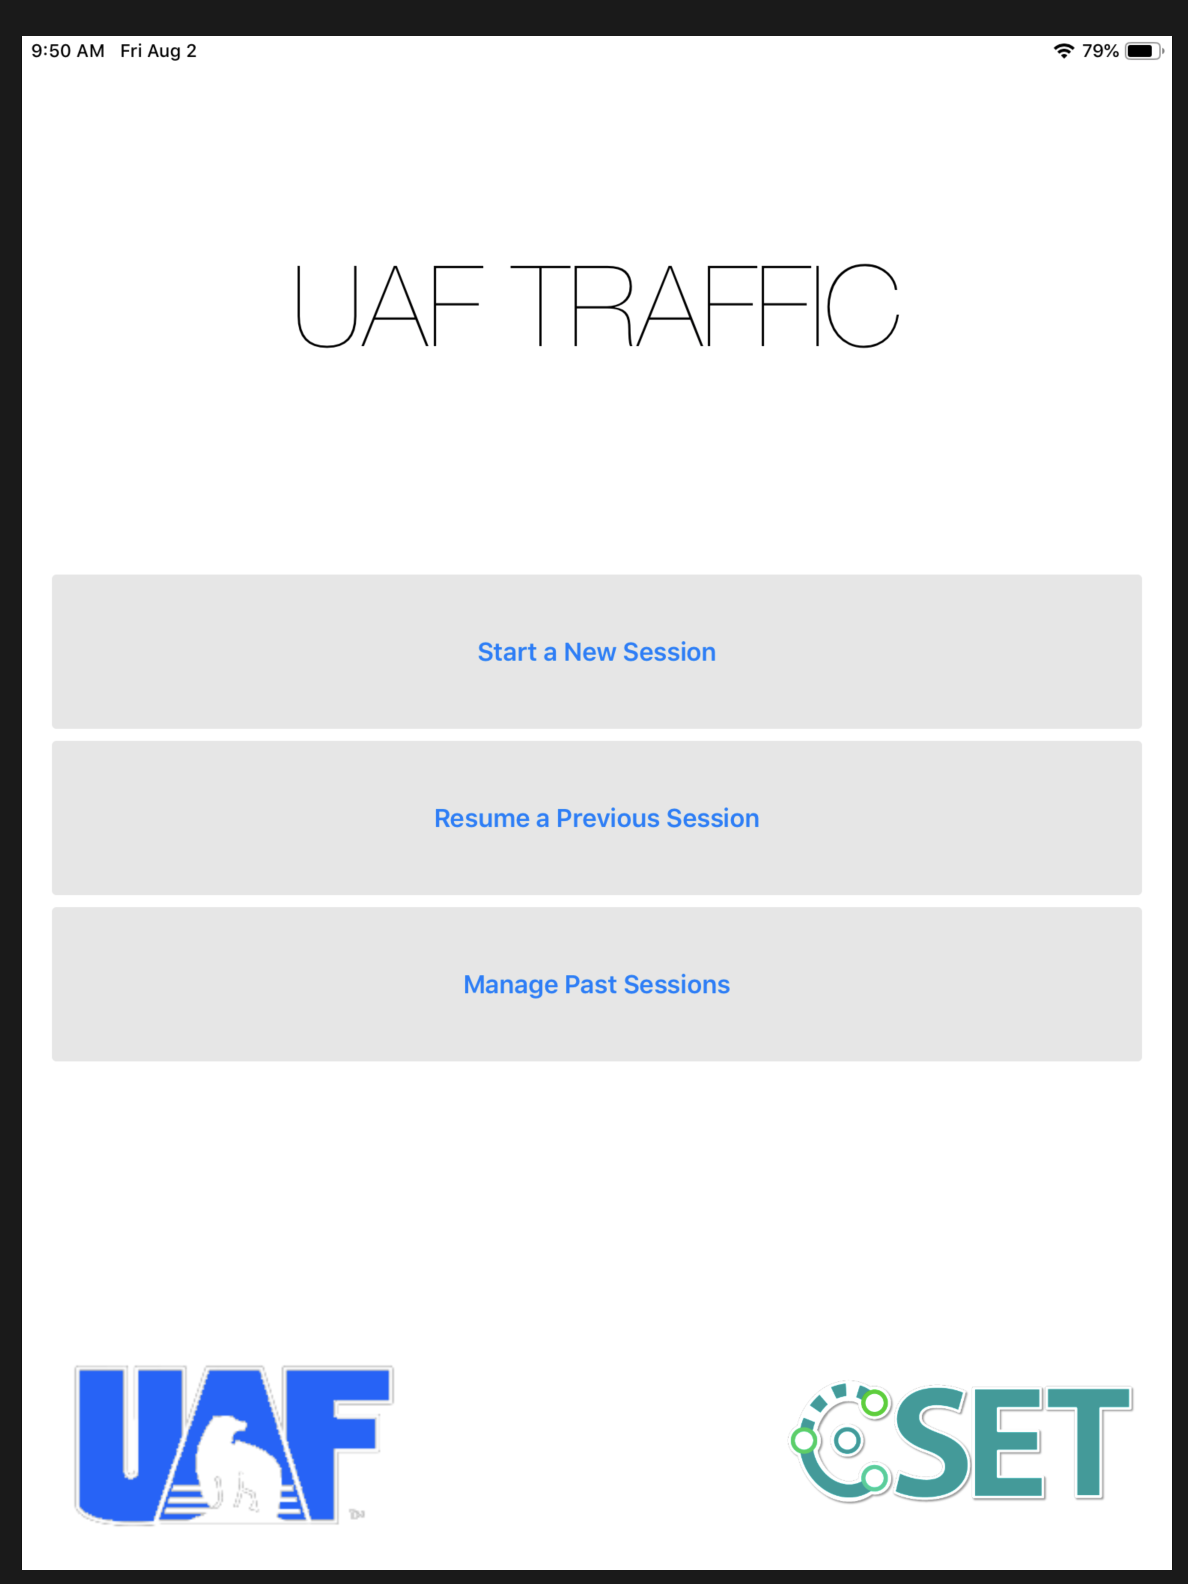 9:50 AM Fri Aug 2 79%
UAF TRAFFIC
Start a New Session
Resume a Previous Session
Manage Past Sessions
UAF TM
CSET